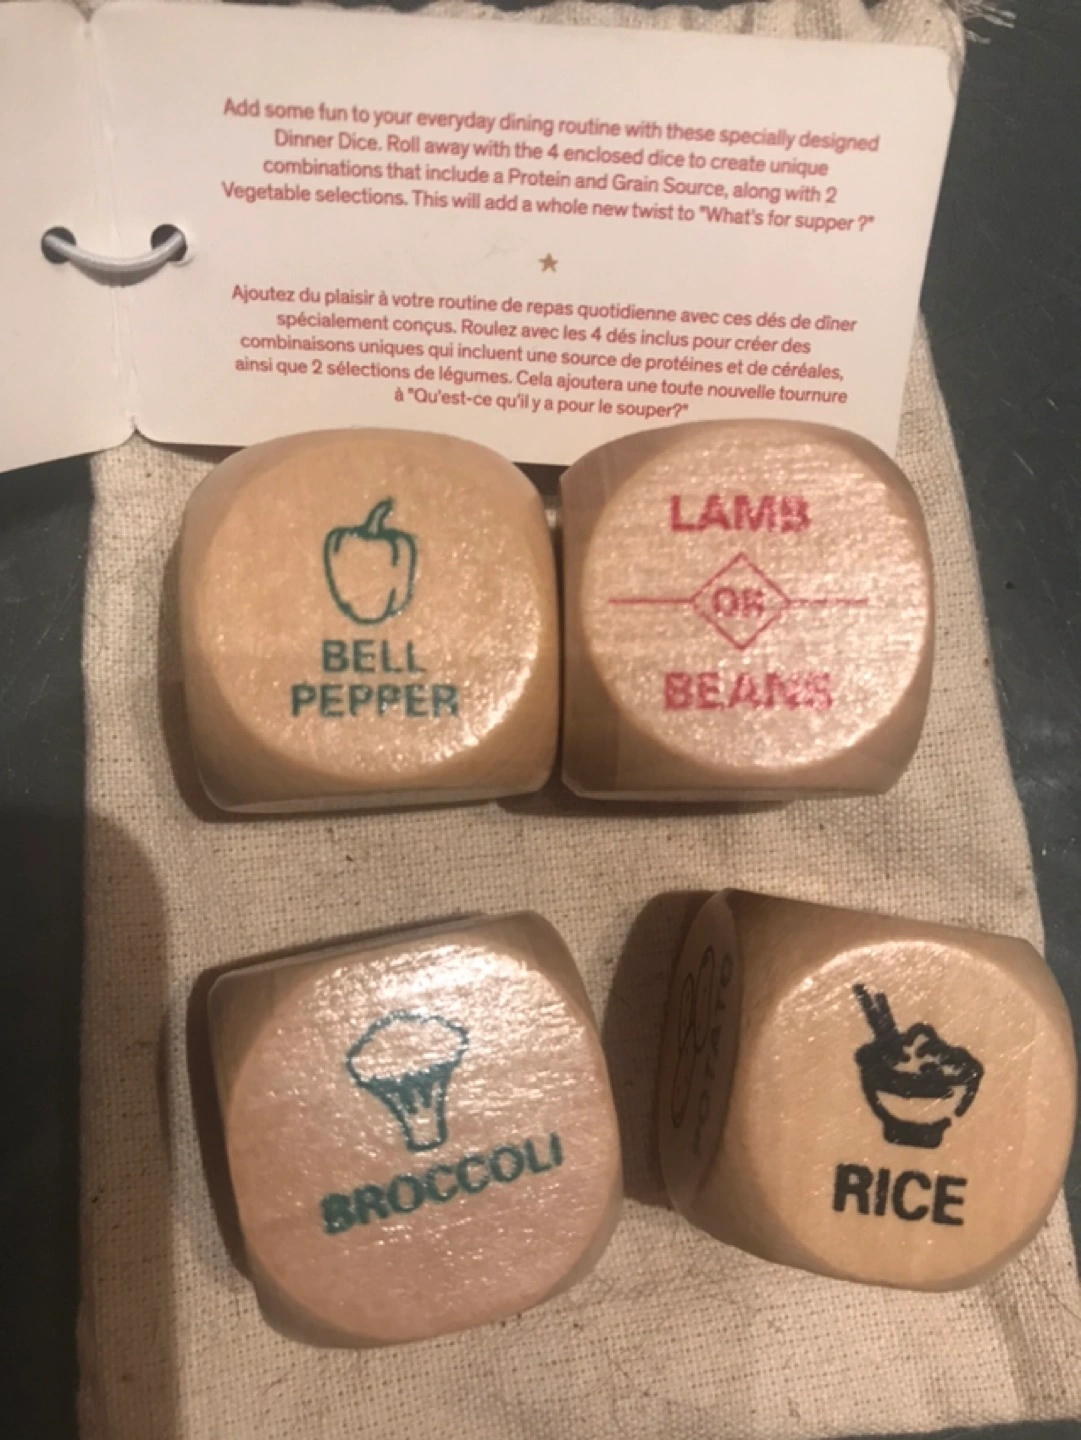 Add some fun to your everyday dining routine with these specially designed
Dinner Dice. Roll away with the 4 enclosed dice to create unique
combinations that include a Protein and Grain Source, along with 2
Vegetable selections. This will add a whole new twist to "What's for supper ?"
Ajoutez du plaisir à votre routine de repas quotidienne avec ces dés de dîner
spécialement conçus. Roulez avec les 4 dés inclus pour créer des
combinaisons uniques qui incluent une source de protéines et de céréales,
ainsi que 2 sélections de légumes. Cela ajoutera une toute nouvelle tournure
à "Qu'est-ce qu'il y a pour le souper?"
BELL
PEPPER
LAMB
OR
BEANS
BROCCOLI
POTATO
RICE